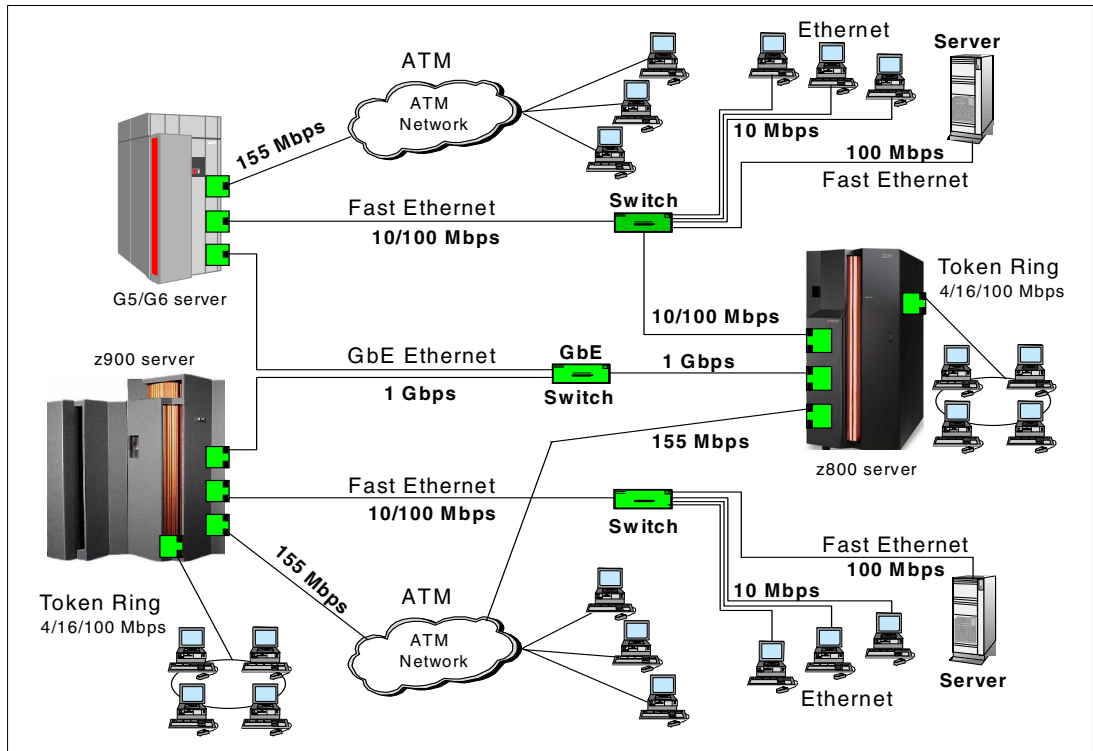 Ethernet
Server
ATM
ATM
Network
155 Mbps
10 Mbps
100 Mbps
Fast Ethernet
Switch
Fast Ethernet
10/100 Mbps
G5/G6 server
Token Ring
4/16/100 Mbps
10/100 Mbps
z900 server
GbE Ethernet
GbE
1 Gbps
1 Gbps
Switch
155 Mbps
z800 server
Fast Ethernet
10/100 Mbps
Switch
Fast Ethernet
100 Mbps
155 Mbps
ATM
10 Mbps
Token Ring
4/16/100 Mbps
ATM
Network
Ethernet
Server